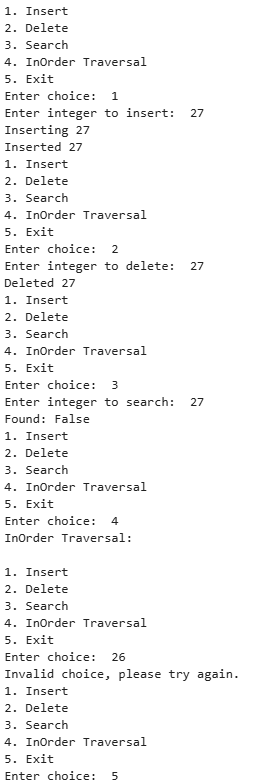 1. Insert
2. Delete
3. Search
4. InOrder Traversal
5. Exit
Enter choice:  1
Enter integer to insert:  27
Inserting 27
Inserted 27
1. Insert
2. Delete
3. Search
4. InOrder Traversal
5. Exit
Enter choice:  2
Enter integer to delete:  27
Deleted 27
1. Insert
2. Delete
3. Search
4. InOrder Traversal
5. Exit
Enter choice:  3
Enter integer to search:  27
Found: False
1. Insert
2. Delete
3. Search
4. InOrder Traversal
5. Exit
Enter choice:  4
InOrder Traversal:

1. Insert
2. Delete
3. Search
4. InOrder Traversal
5. Exit
Enter choice:  26
Invalid choice, please try again.
1. Insert
2. Delete
3. Search
4. InOrder Traversal
5. Exit
Enter choice:  5